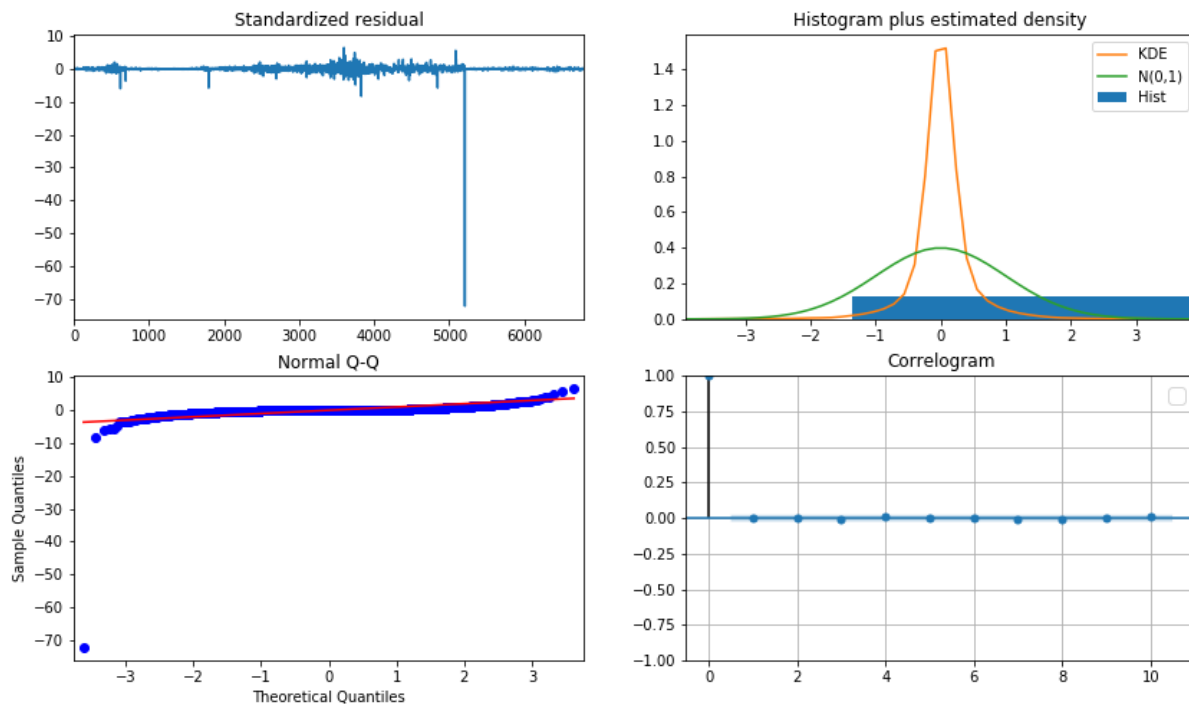 Standardized residual
10
0
−10
−20
−30
−40
−50
−60
−70
0 1000 2000 3000 4000 5000 6000
Histogram plus estimated density
1.4
1.2
1.0
0.8
0.6
0.4
0.2
0.0
KDE
N(0,1)
Hist
−3 −2 −1 0 1 2 3
Normal Q-Q
10
0
−10
−20
−30
−40
−50
−60
−70
Sample Quantiles
−3 −2 −1 0 1 2 3
Theoretical Quantiles
Correlogram
1.00
0.75
0.50
0.25
0.00
−0.25
−0.50
−0.75
−1.00
0 2 4 6 8 10